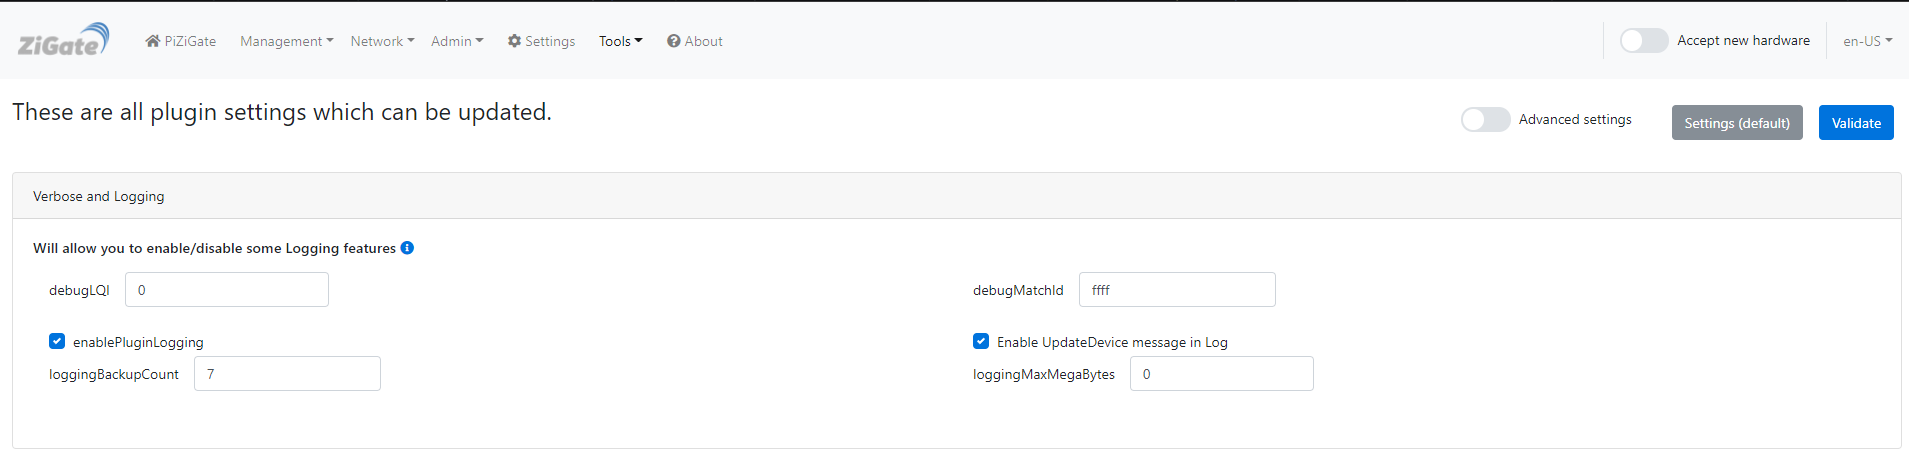 ZiGate PiZiGate Management Network Admin Settings Tools About Accept new hardware en-US
These are all plugin settings which can be updated. Advanced settings Settings (default) Validate
Verbose and Logging
Will allow you to enable/disable some Logging features
debugLQI 0 debugMatchId ffff
enablePluginLogging Enable UpdateDevice message in Log
loggingBackupCount 7 loggingMaxMegaBytes 0